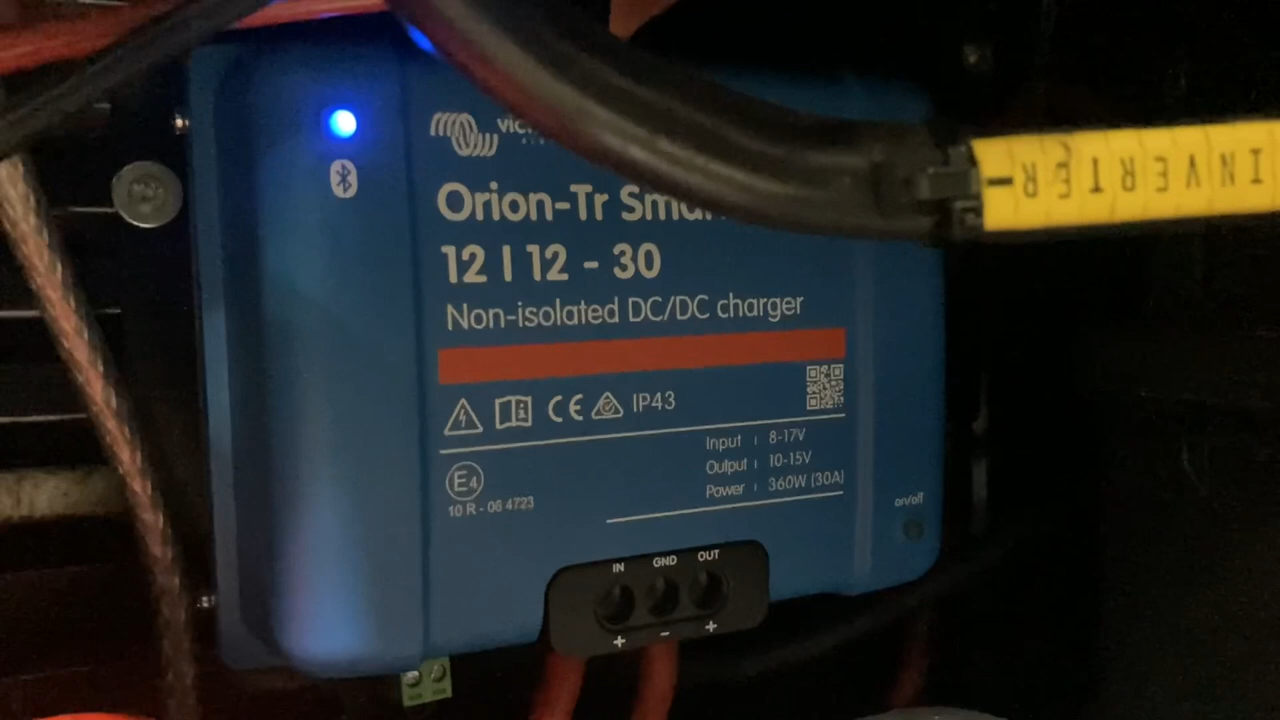 Orion-Tr Smar
12 | 12 - 30
Non-isolated DC/DC charger
IP43
Input | 8-17V
Output | 10-15V
Power | 360W (30A)
E4
10 R - 06 4723
on/off
IN GND OUT
+ - +
INVERTER -